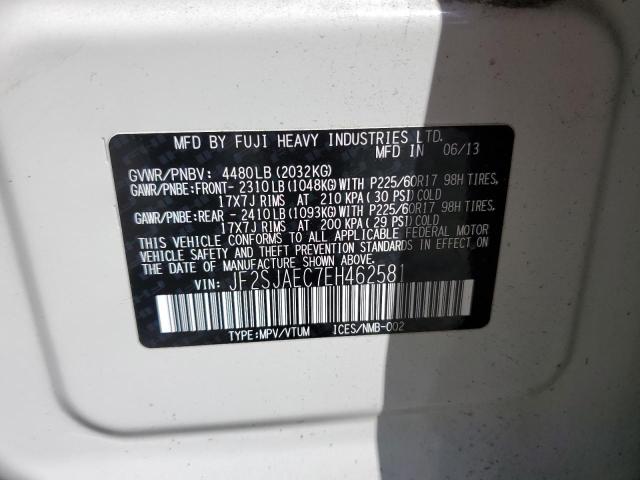 MFD BY FUJI HEAVY INDUSTRIES LTD.
MFD IN 06/13
GVWR/PNBV: 4480LB (2032KG)
GAWR/PNBE:FRONT- 2310 LB (1048KG) WITH P225/60R17 98H TIRES,
17X7J RIMS AT 210 KPA (30 PSI) COLD
GAWR/PNBE:REAR - 2410 LB (1093KG) WITH P225/60R17 98H TIRES,
17X7J RIMS AT 200 KPA (29 PSI) COLD
THIS VEHICLE CONFORMS TO ALL APPLICABLE FEDERAL MOTOR
VEHICLE SAFETY AND THEFT PREVENTION STANDARDS IN EFFECT ON
THE DATE OF MANUFACTURE SHOWN ABOVE.
VIN: JF2SJAEC7EH462581
TYPE:MPV/VTUM ICES/NMB-002